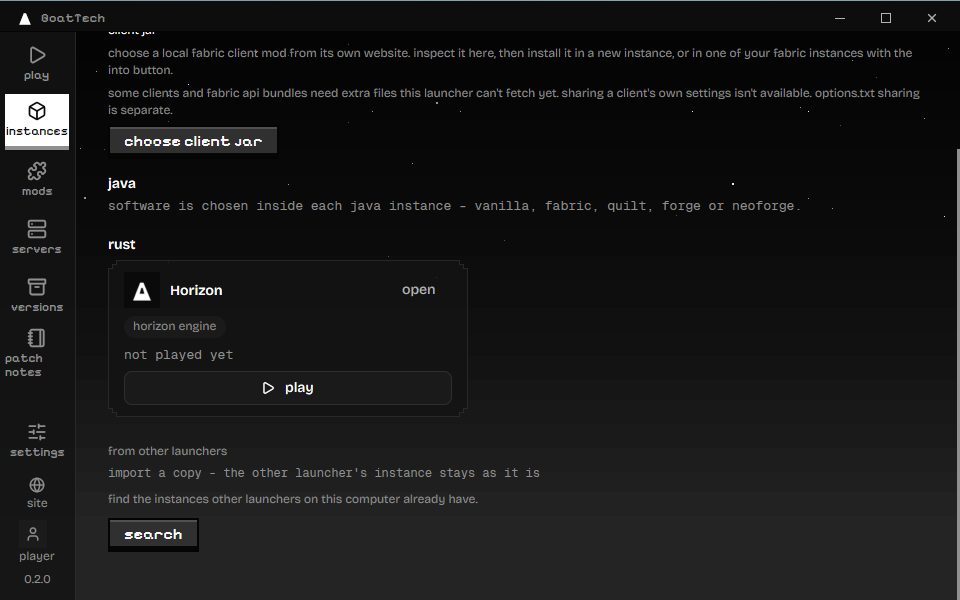 GoatTech
play
instances
mods
servers
versions
patch
notes
settings
site
player
0.2.0
client jar
choose a local fabric client mod from its own website. inspect it here, then install it in a new instance, or in one of your fabric instances with the
into button.
some clients and fabric api bundles need extra files this launcher can't fetch yet. sharing a client's own settings isn't available. options.txt sharing
is separate.
choose client jar
java
software is chosen inside each java instance - vanilla, fabric, quilt, forge or neoforge.
rust
Horizon
open
horizon engine
not played yet
play
from other launchers
import a copy - the other launcher's instance stays as it is
find the instances other launchers on this computer already have.
search